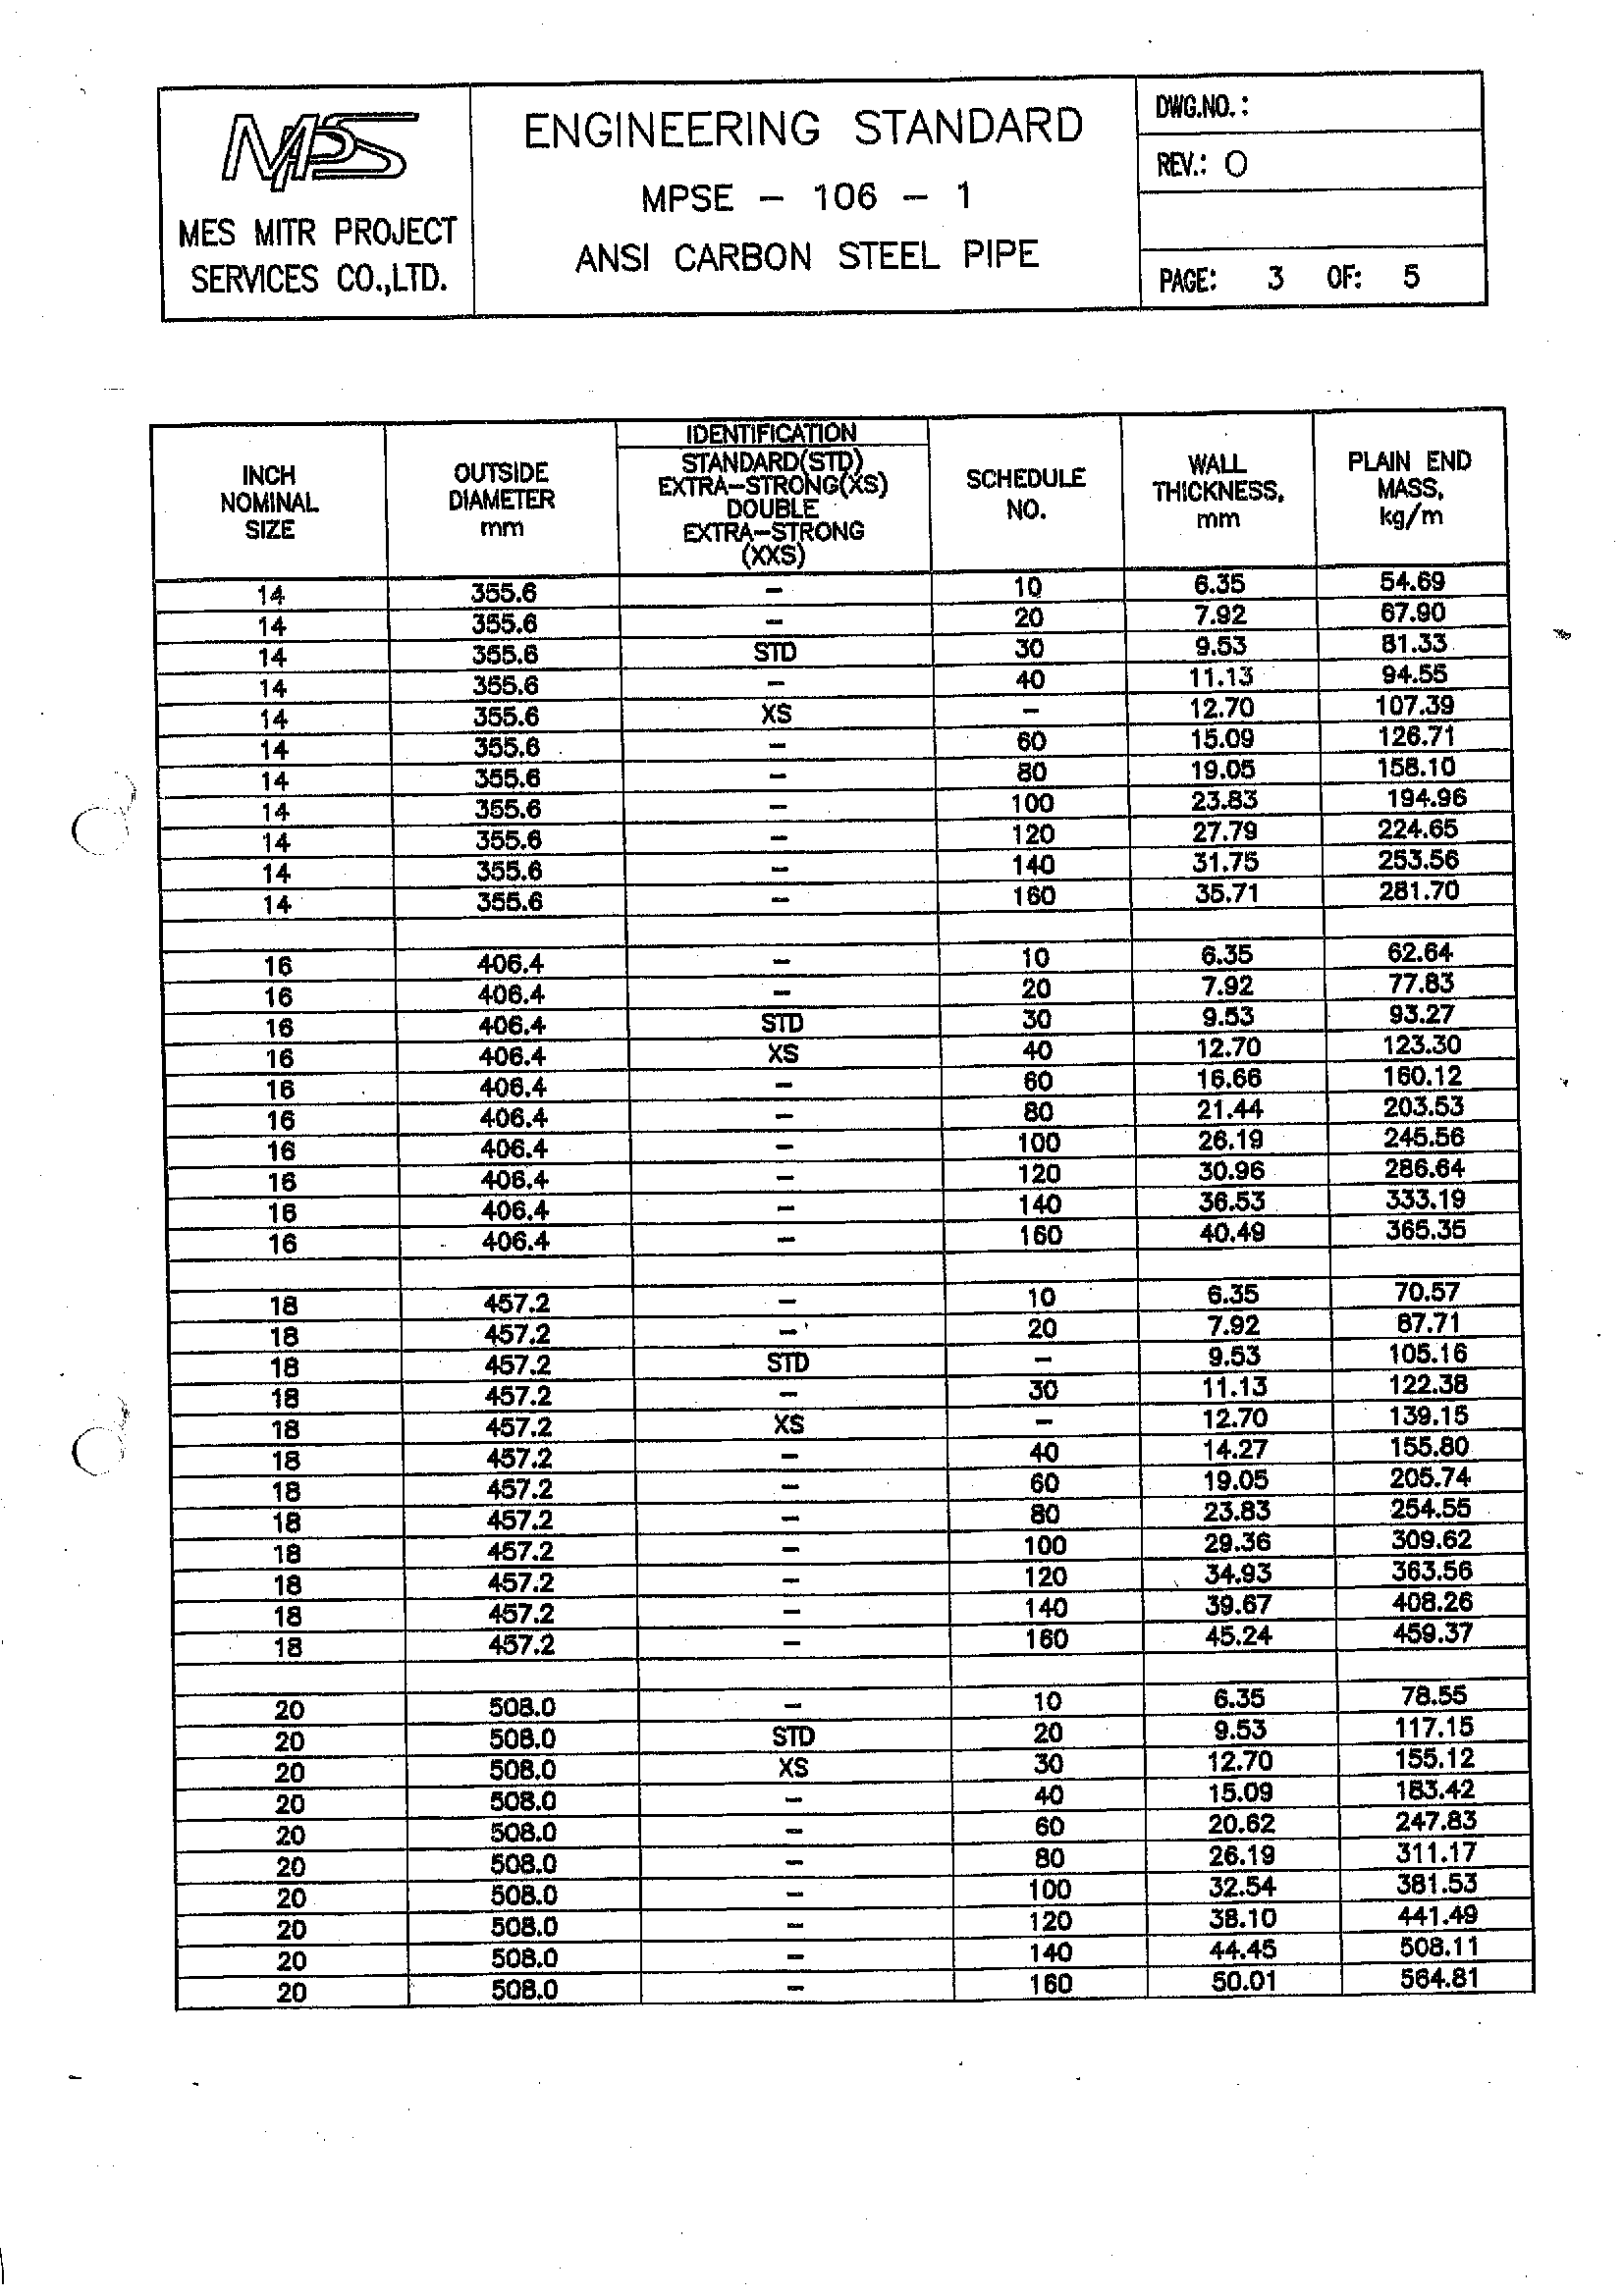 MPS
MES MITR PROJECT
SERVICES CO.,LTD.
ENGINEERING STANDARD
MPSE - 106 - 1
ANSI CARBON STEEL PIPE
DWG.NO. :
REV.: O
PAGE: 3 OF: 5
INCH
NOMINAL
SIZE
OUTSIDE
DIAMETER
mm
IDENTIFICATION
STANDARD(STD)
EXTRA-STRONG(XS)
DOUBLE
EXTRA-STRONG
(XXS)
SCHEDULE
NO.
WALL
THICKNESS,
mm
PLAIN END
MASS,
kg/m
14 355.6 - 10 6.35 54.69
14 355.6 - 20 7.92 67.90
14 355.6 STD 30 9.53 81.33
14 355.6 - 40 11.13 94.55
14 355.6 XS - 12.70 107.39
14 355.6 - 60 15.09 126.71
14 355.6 - 80 19.05 158.10
14 355.6 - 100 23.83 194.96
14 355.6 - 120 27.79 224.65
14 355.6 - 140 31.75 253.56
14 355.6 - 160 35.71 281.70
16 406.4 - 10 6.35 62.64
16 406.4 - 20 7.92 77.83
16 406.4 STD 30 9.53 93.27
16 406.4 XS 40 12.70 123.30
16 406.4 - 60 16.66 160.12
16 406.4 - 80 21.44 203.53
16 406.4 - 100 26.19 245.56
16 406.4 - 120 30.96 286.64
16 406.4 - 140 36.53 333.19
16 406.4 - 160 40.49 365.35
18 457.2 - 10 6.35 70.57
18 457.2 - 20 7.92 87.71
18 457.2 STD - 9.53 105.16
18 457.2 - 30 11.13 122.38
18 457.2 XS - 12.70 139.15
18 457.2 - 40 14.27 155.80
18 457.2 - 60 19.05 205.74
18 457.2 - 80 23.83 254.55
18 457.2 - 100 29.36 309.62
18 457.2 - 120 34.93 363.56
18 457.2 - 140 39.67 408.26
18 457.2 - 160 45.24 459.37
20 508.0 - 10 6.35 78.55
20 508.0 STD 20 9.53 117.15
20 508.0 XS 30 12.70 155.12
20 508.0 - 40 15.09 183.42
20 508.0 - 60 20.62 247.83
20 508.0 - 80 26.19 311.17
20 508.0 - 100 32.54 381.53
20 508.0 - 120 38.10 441.49
20 508.0 - 140 44.45 508.11
20 508.0 - 160 50.01 564.81